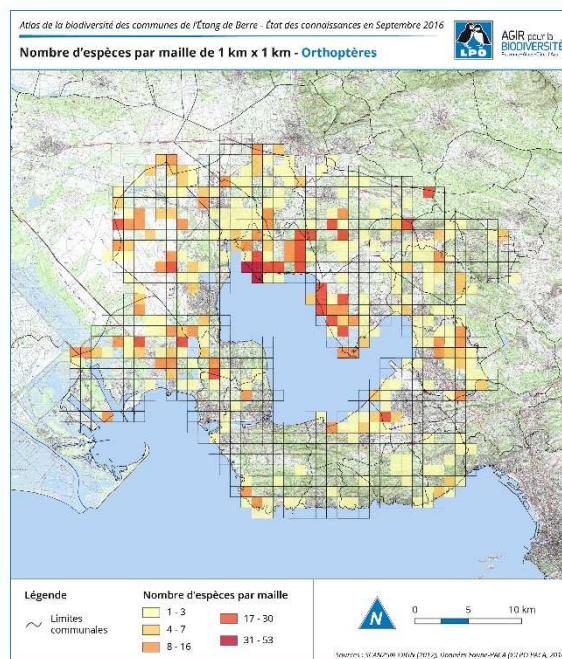 Atlas de la biodiversité des communes de l'Étang de Berre - État des connaissances en Septembre 2016
Nombre d'espèces par maille de 1 km x 1 km - Orthoptères
LPO
AGIR pour la
BIODIVERSITÉ
Légende
Limites
communales
Nombre d'espèces par maille
1 - 3
4 - 7
8 - 16
17 - 30
31 - 53
N
0 5 10 km